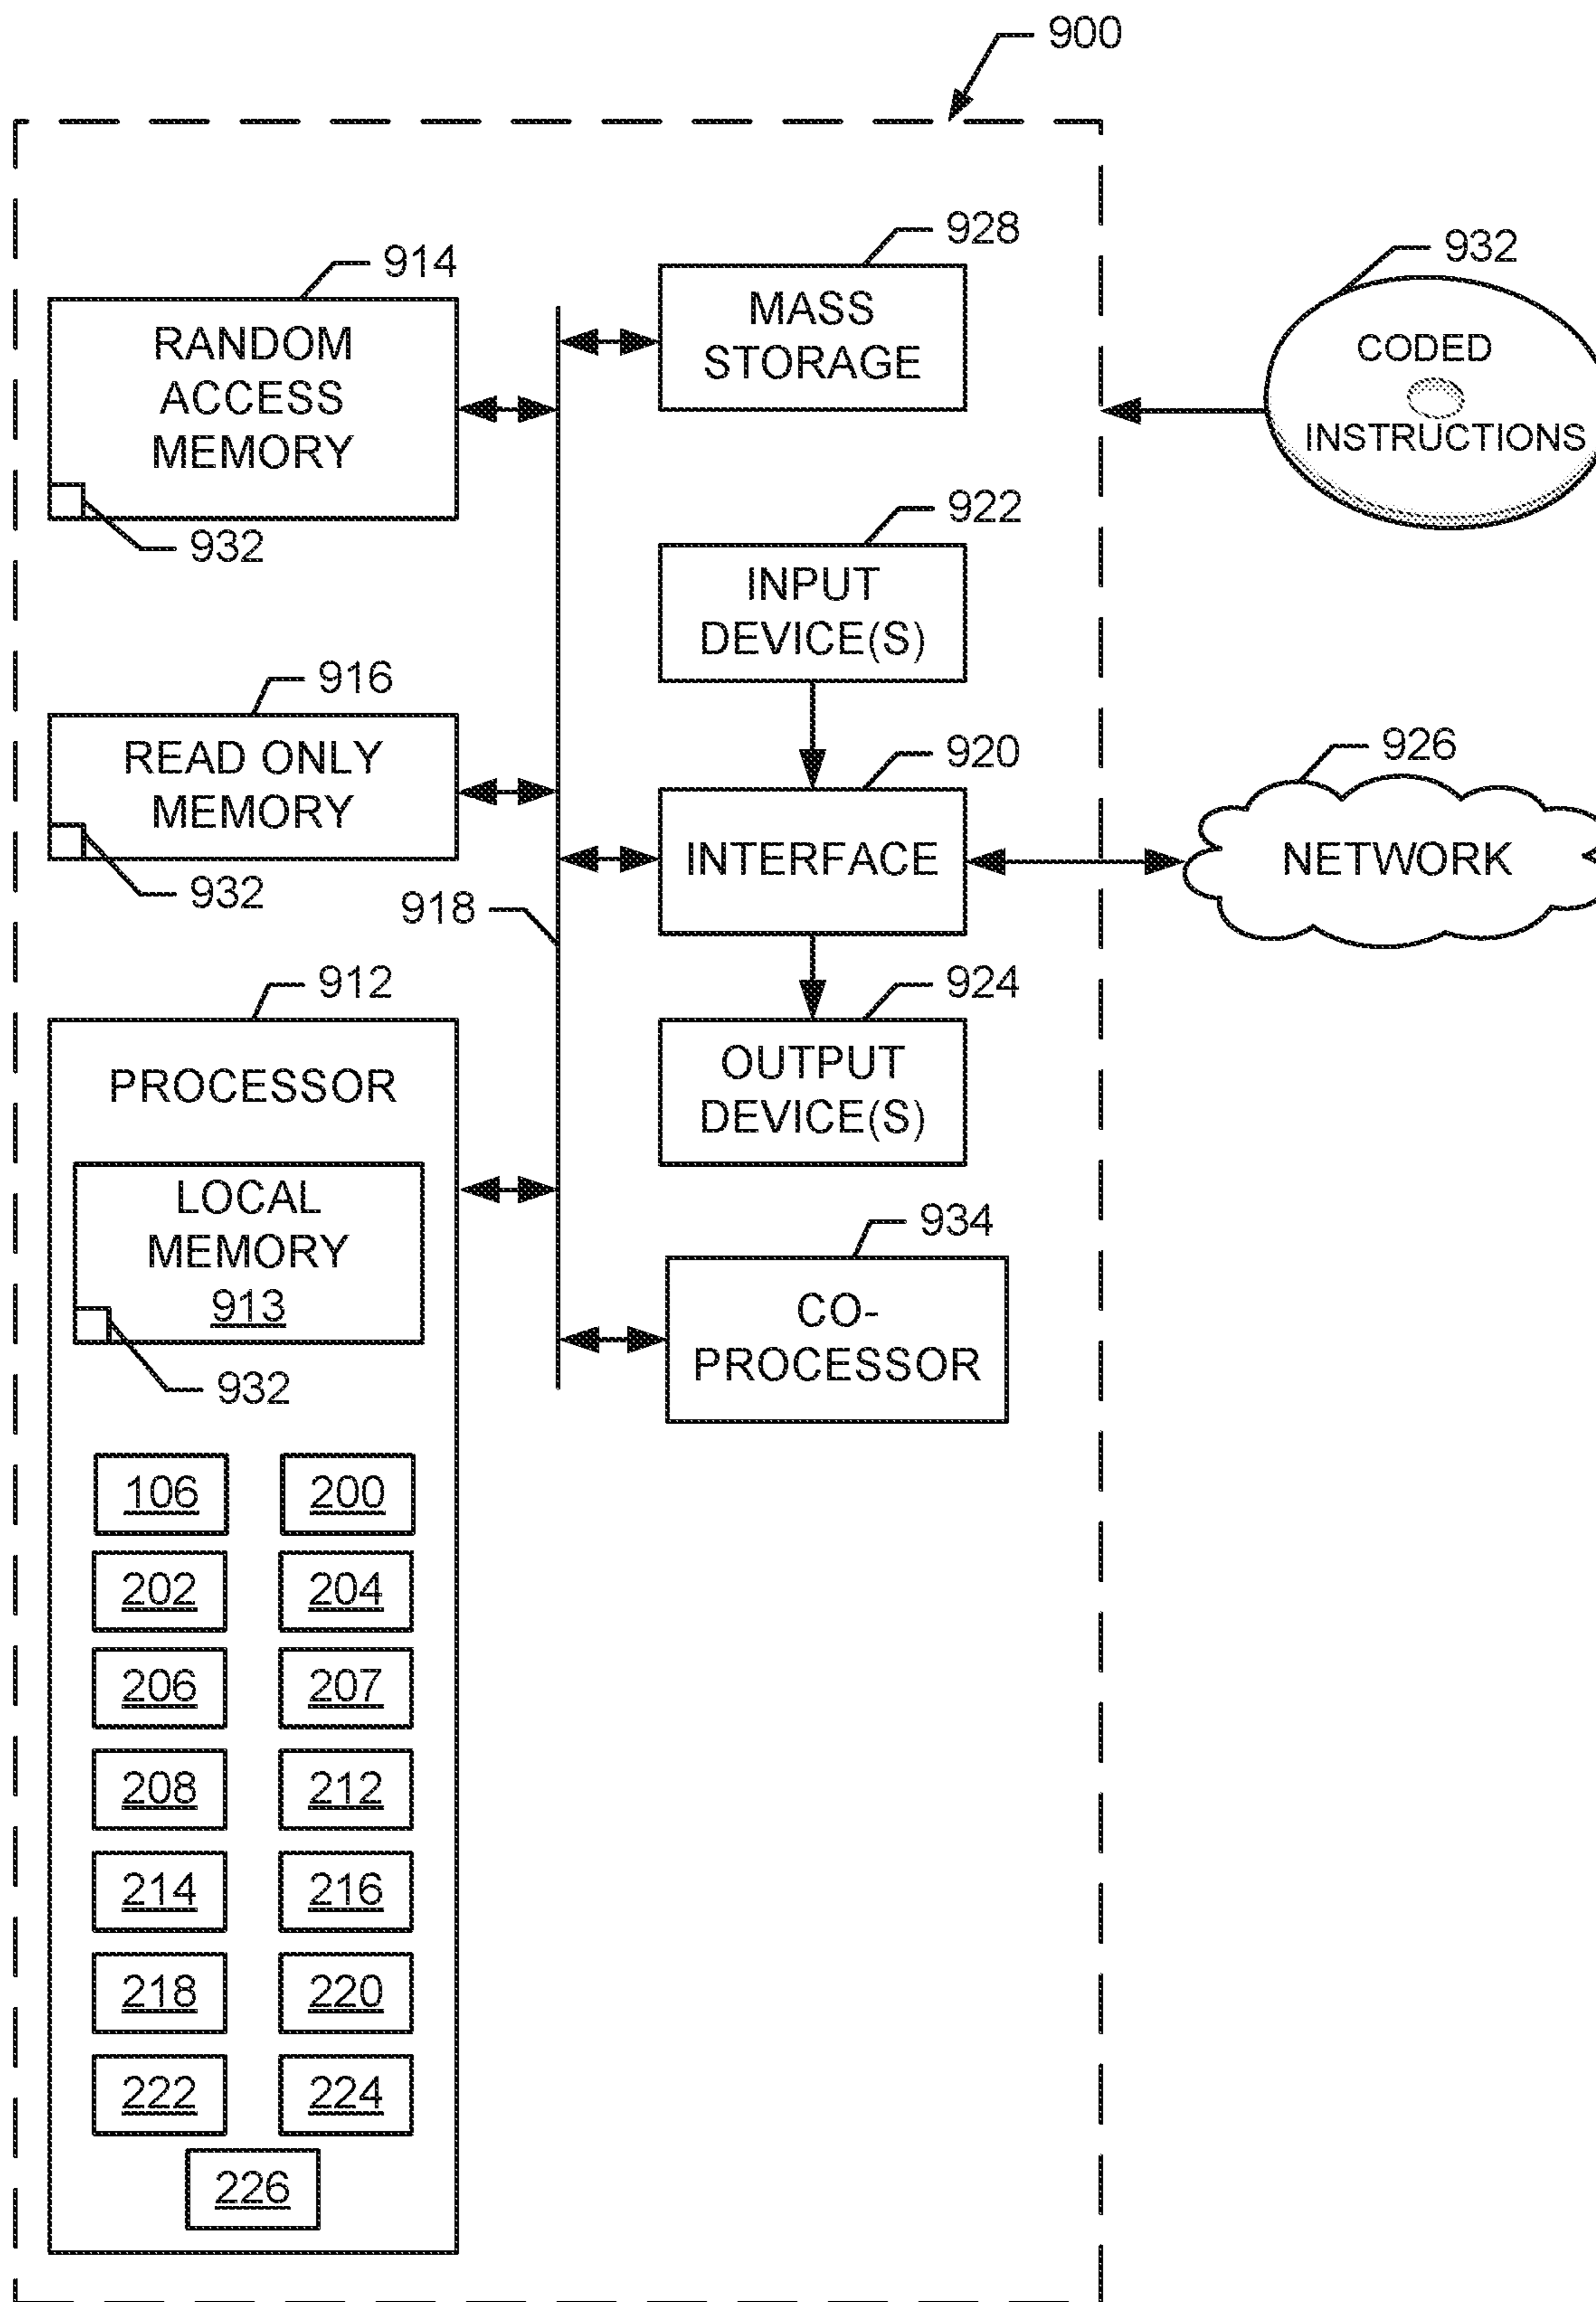 900
928
914
932
MASS
STORAGE
RANDOM
ACCESS
MEMORY
CODED
INSTRUCTIONS
932
922
INPUT
DEVICE(S)
916
920
926
READ ONLY
MEMORY
INTERFACE
NETWORK
932
918
912
924
PROCESSOR
OUTPUT
DEVICE(S)
LOCAL
MEMORY
913
934
932
CO-
PROCESSOR
106
200
202
204
206
207
208
212
214
216
218
220
222
224
226